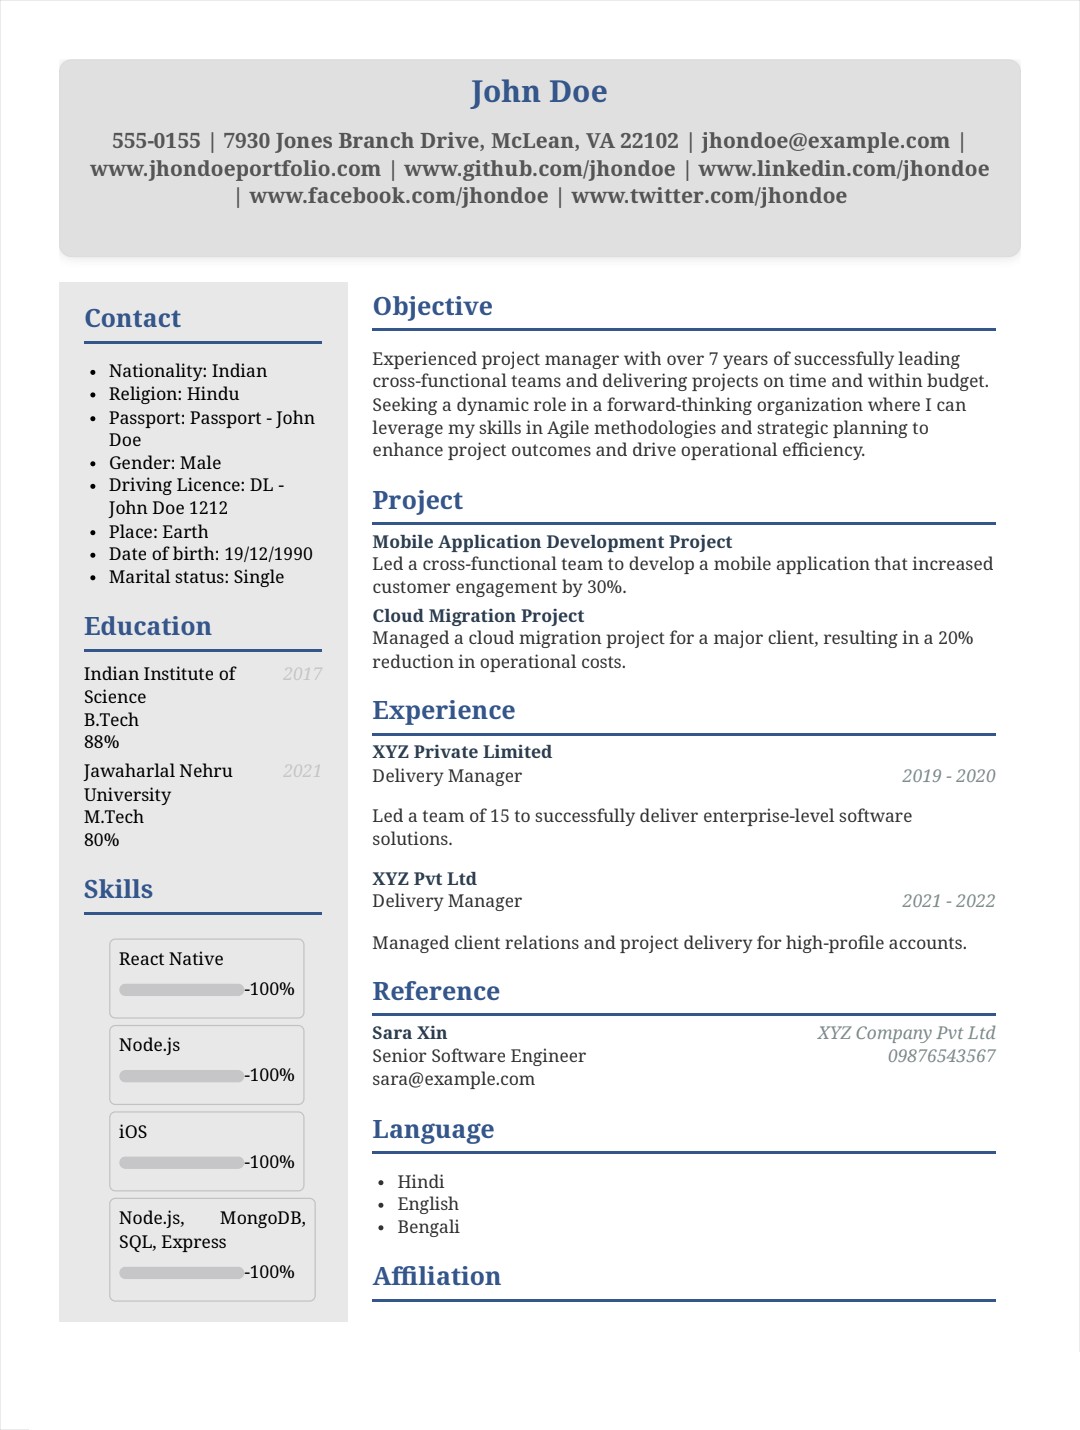 John Doe
555-0155 | 7930 Jones Branch Drive, McLean, VA 22102 | jhondoe@example.com |
www.jhondoeportfolio.com | www.github.com/jhondoe | www.linkedin.com/jhondoe
| www.facebook.com/jhondoe | www.twitter.com/jhondoe
Contact
• Nationality: Indian
• Religion: Hindu
• Passport: Passport - John
Doe
• Gender: Male
• Driving Licence: DL -
John Doe 1212
• Place: Earth
• Date of birth: 19/12/1990
• Marital status: Single
Education
Indian Institute of 2017
Science
B.Tech
88%
Jawaharlal Nehru 2021
University
M.Tech
80%
Skills
React Native
-100%
Node.js
-100%
iOS
-100%
Node.js, MongoDB,
SQL, Express
-100%
Objective
Experienced project manager with over 7 years of successfully leading
cross-functional teams and delivering projects on time and within budget.
Seeking a dynamic role in a forward-thinking organization where I can
leverage my skills in Agile methodologies and strategic planning to
enhance project outcomes and drive operational efficiency.
Project
Mobile Application Development Project
Led a cross-functional team to develop a mobile application that increased
customer engagement by 30%.
Cloud Migration Project
Managed a cloud migration project for a major client, resulting in a 20%
reduction in operational costs.
Experience
XYZ Private Limited
Delivery Manager 2019 - 2020
Led a team of 15 to successfully deliver enterprise-level software
solutions.
XYZ Pvt Ltd
Delivery Manager 2021 - 2022
Managed client relations and project delivery for high-profile accounts.
Reference
Sara Xin XYZ Company Pvt Ltd
Senior Software Engineer 09876543567
sara@example.com
Language
• Hindi
• English
• Bengali
Affiliation